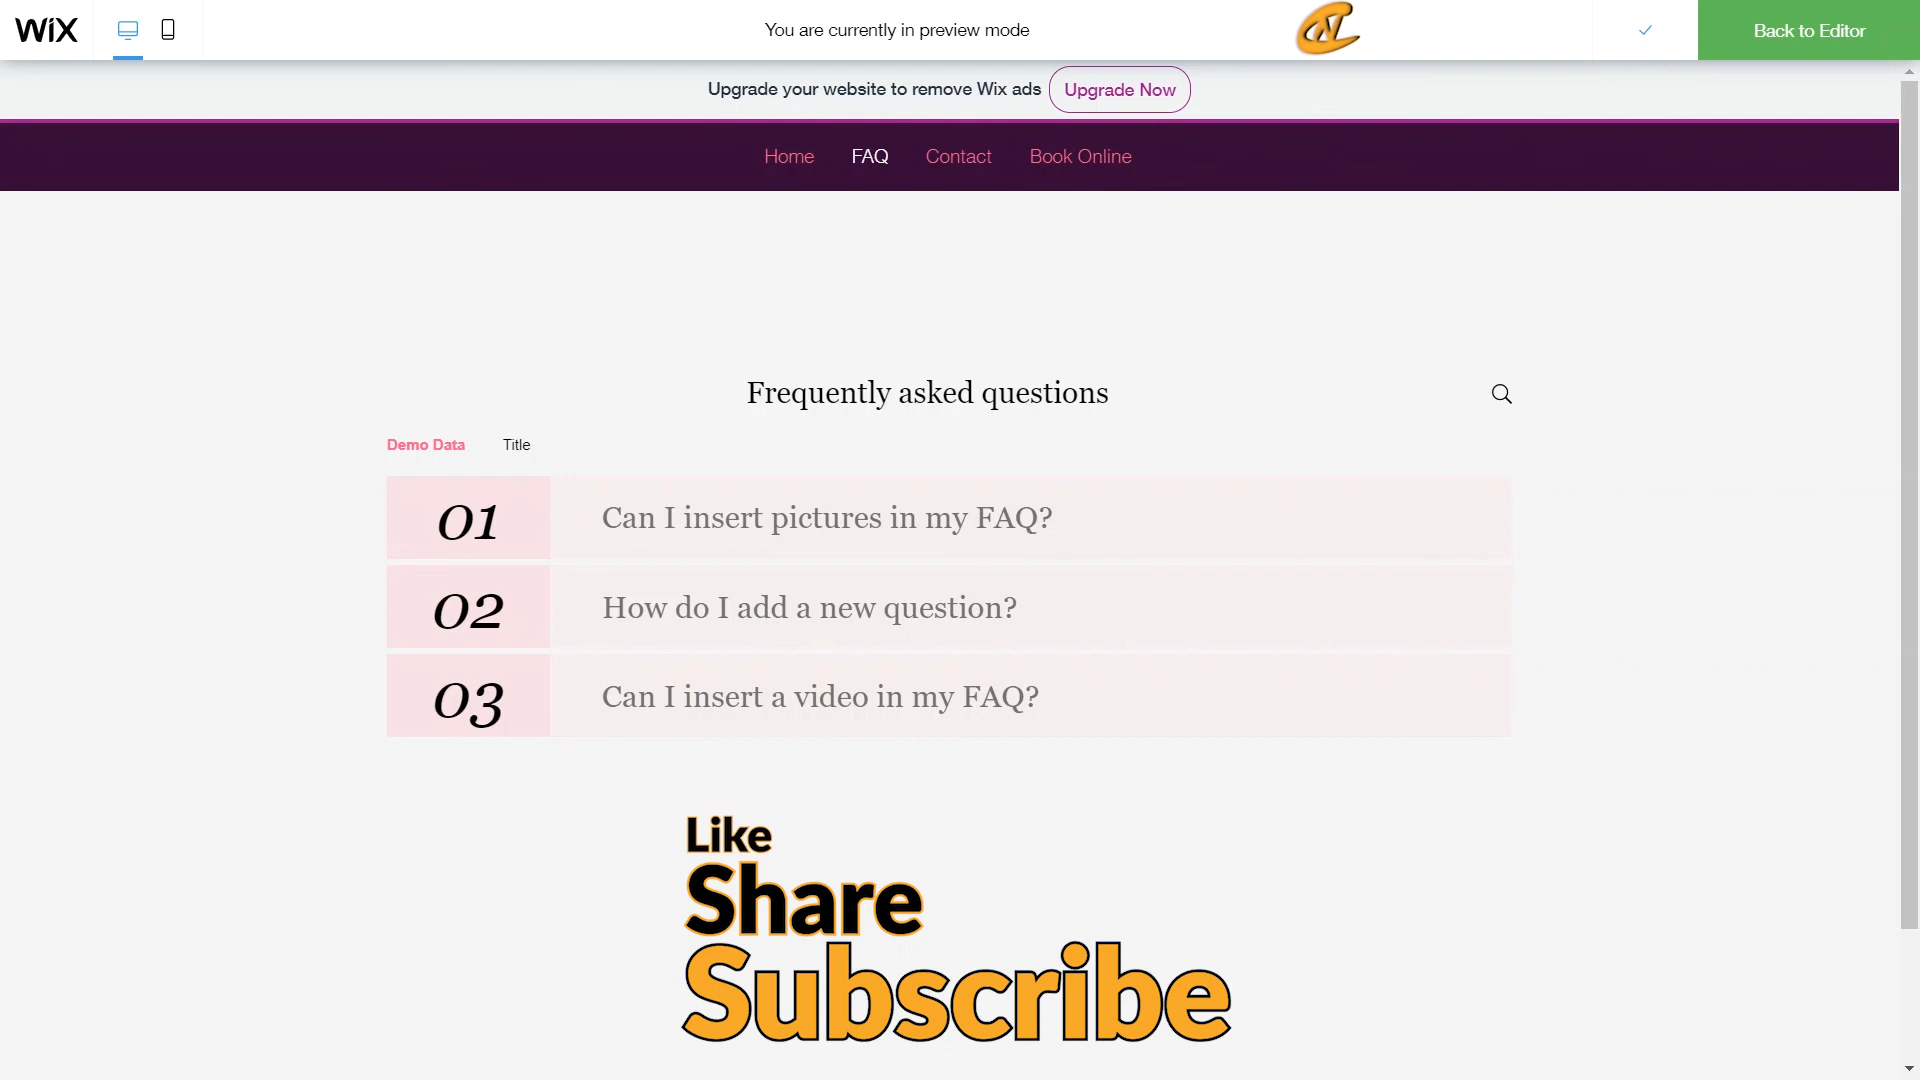 WiX
You are currently in preview mode
Back to Editor
Upgrade your website to remove Wix ads
Upgrade Now
Home FAQ Contact Book Online
Frequently asked questions
Demo Data Title
01 Can I insert pictures in my FAQ?
02 How do I add a new question?
03 Can I insert a video in my FAQ?
Like
Share
Subscribe